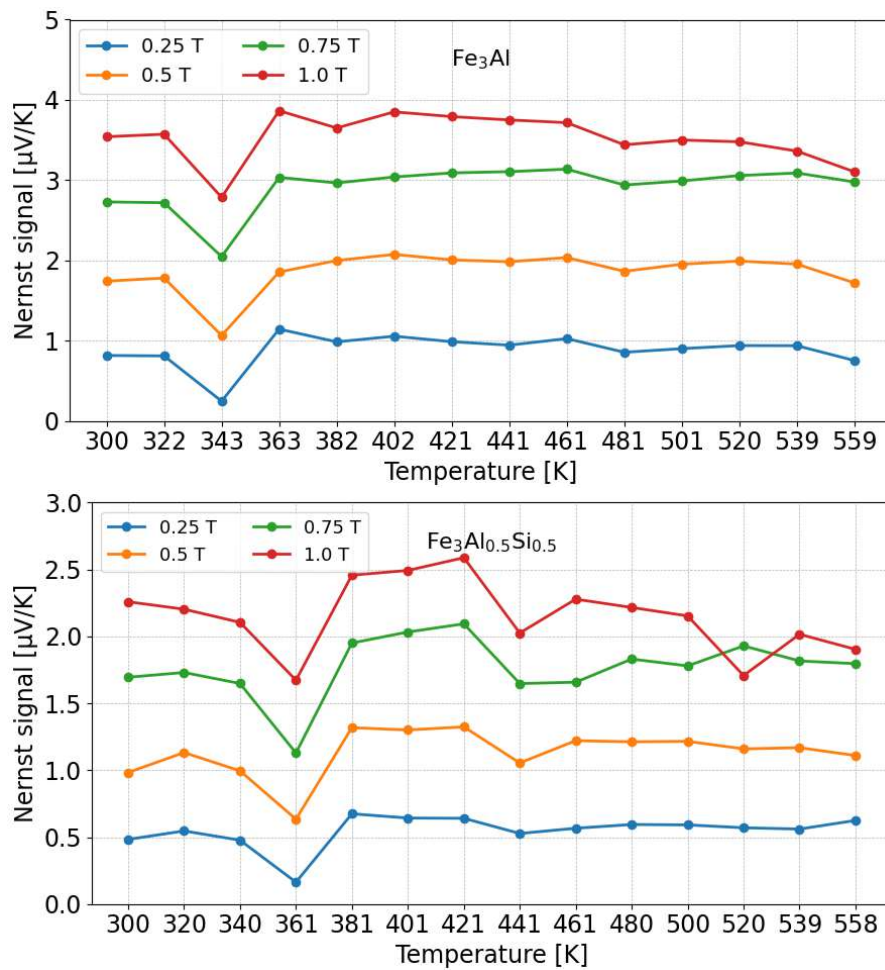 5
0.25 T
0.75 T
0.5 T
1.0 T
Fe₃Al
4
3
2
1
0
Nernst signal [µV/K]
300 322 343 363 382 402 421 441 461 481 501 520 539 559
Temperature [K]
3.0
0.25 T
0.75 T
0.5 T
1.0 T
Fe₃Al₀.₅Si₀.₅
2.5
2.0
1.5
1.0
0.5
0.0
Nernst signal [µV/K]
300 320 340 361 381 401 421 441 461 480 500 520 539 558
Temperature [K]